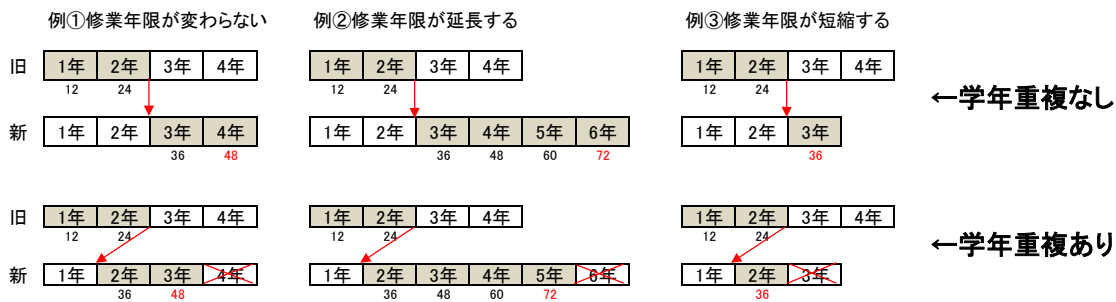 例①修業年限が変わらない 例②修業年限が延長する 例③修業年限が短縮する
旧 1年 2年 3年 4年 1年 2年 3年 4年 1年 2年 3年 4年
12 24 12 24 12 24
←学年重複なし
新 1年 2年 3年 4年 1年 2年 3年 4年 5年 6年 1年 2年 3年
36 48 36 48 60 72 36
旧 1年 2年 3年 4年 1年 2年 3年 4年 1年 2年 3年 4年
12 24 12 24 12 24
←学年重複あり
新 1年 2年 3年 4年 1年 2年 3年 4年 5年 6年 1年 2年 3年
36 48 36 48 60 72 36